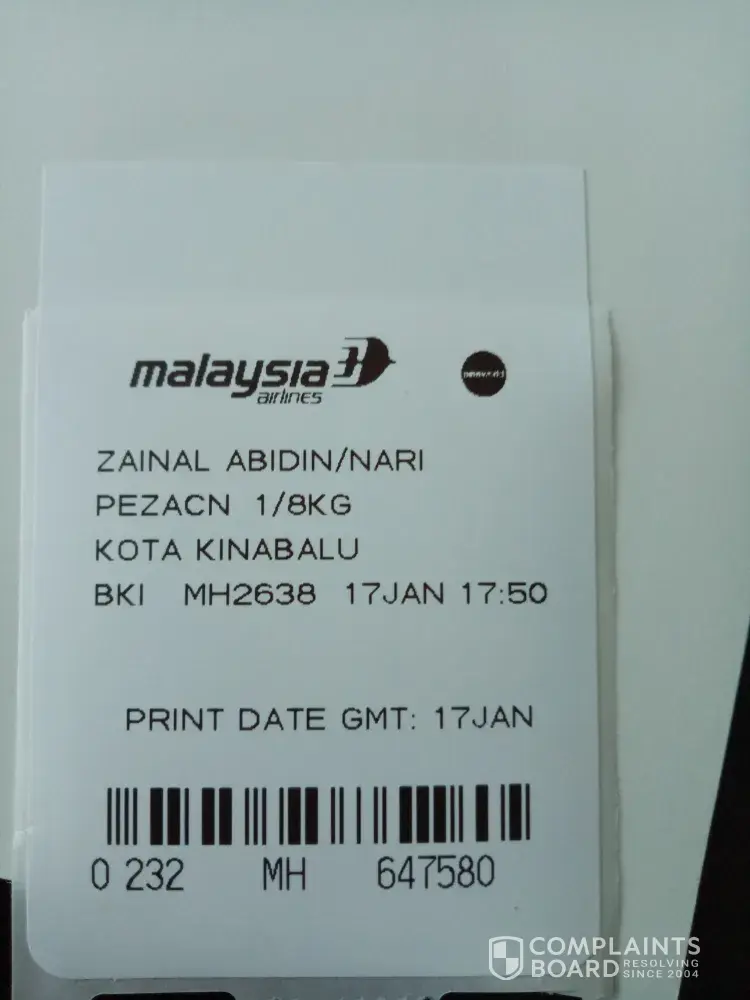 malaysia
airlines
ZAINAL ABIDIN/NARI
PEZACN 1/8KG
KOTA KINABALU
BKI MH2638 17JAN 17:50
PRINT DATE GMT: 17JAN
0 232 MH 647580
COMPLAINTS
BOARD RESOLVING
SINCE 2004